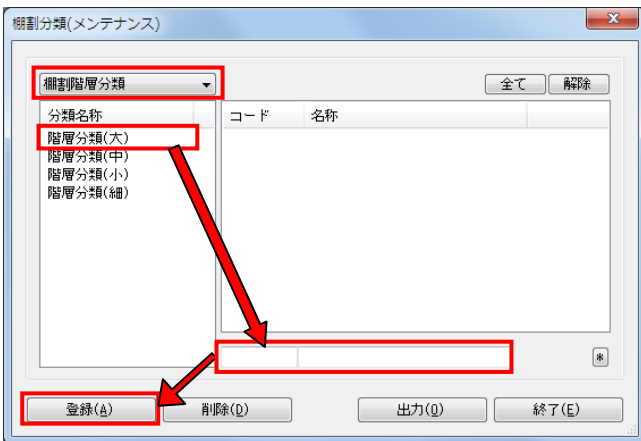 棚割分類(メンテナンス)
棚割階層分類
全て
解除
分類名称
コード
名称
階層分類(大)
階層分類(中)
階層分類(小)
階層分類(細)
*
登録(A)
削除(D)
出力(O)
終了(E)